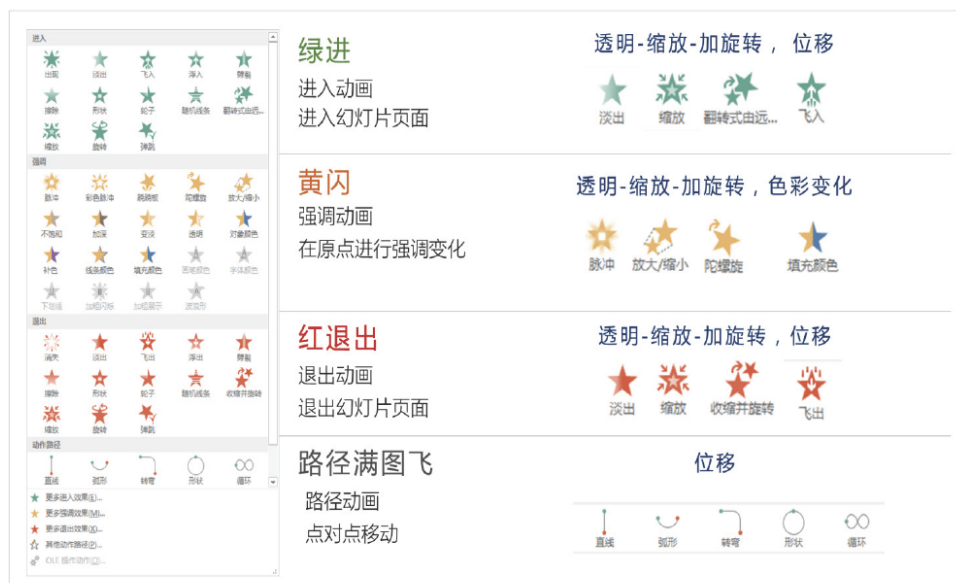 进入
出现 淡出 飞入 浮入 劈裂
擦除 形状 轮子 随机线条 翻转式由远...
缩放 旋转 弹跳
强调
脉冲 彩色脉冲 跷跷板 陀螺旋 放大/缩小
不饱和 加深 变淡 透明 对象颜色
补色 线条颜色 填充颜色 画笔颜色 字体颜色
下划线 加粗闪烁 加粗展示 波浪形
退出
消失 淡出 飞出 浮出 劈裂
擦除 形状 轮子 随机线条 收缩并旋转
缩放 旋转 弹跳
动作路径
直线 弧形 转弯 形状 循环
更多进入效果(E)...
更多强调效果(M)...
更多退出效果(X)...
其他动作路径(P)...
OLE 操作动作(O)...
绿进
进入动画
进入幻灯片页面
透明-缩放-加旋转，位移
淡出 缩放 翻转式由远... 飞入
黄闪
强调动画
在原点进行强调变化
透明-缩放-加旋转，色彩变化
脉冲 放大/缩小 陀螺旋 填充颜色
红退出
退出动画
退出幻灯片页面
透明-缩放-加旋转，位移
淡出 缩放 收缩并旋转 飞出
路径满图飞
路径动画
点对点移动
位移
直线 弧形 转弯 形状 循环